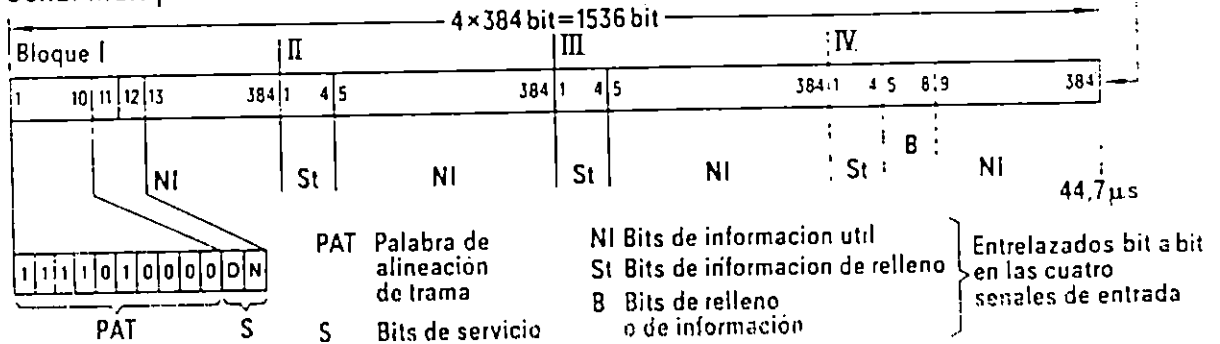 4×384 bit=1536 bit
Bloque I II III IV.
1 10 11 12 13 384 1 4 5 384 1 4 5 384 1 4 5 8 9 384
B
NI St NI St NI St NI
44,7µs
1 1 1 1 0 1 0 0 0 0 D N
PAT S
PAT Palabra de
alineación
de trama
S Bits de servicio
NI Bits de informacion util
St Bits de informacion de relleno
B Bits de relleno
o de información
Entrelazados bit a bit
en las cuatro
senales de entrada